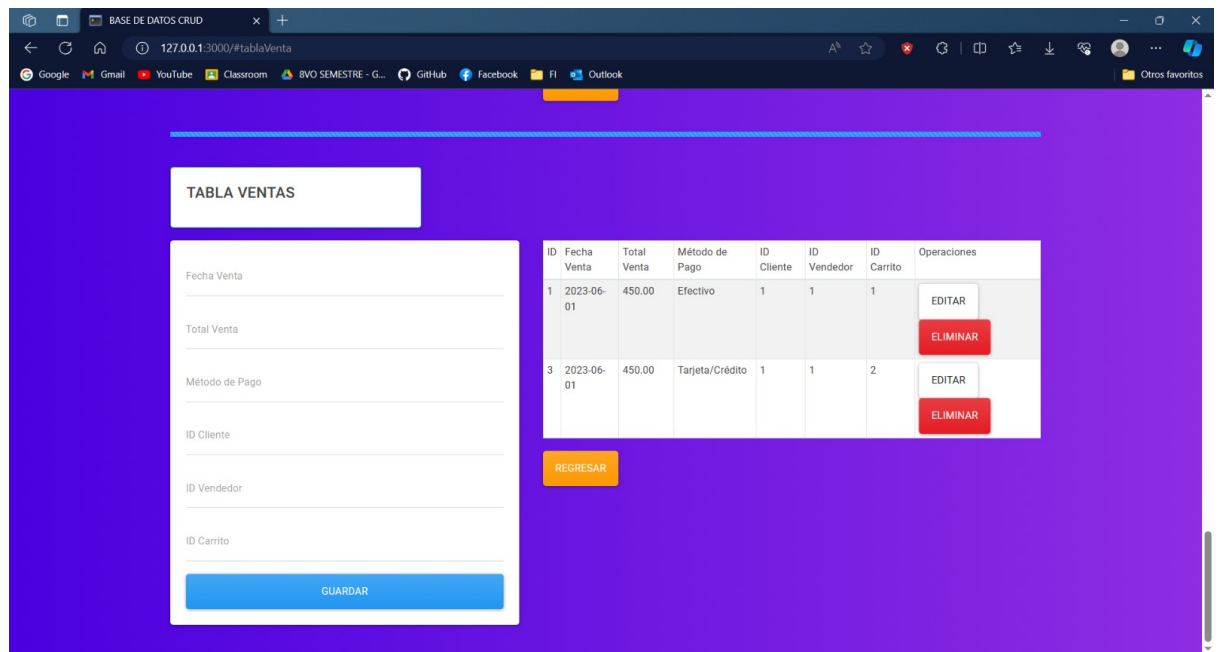 BASE DE DATOS CRUD
127.0.0.1:3000/#tablaVenta
Google Gmail YouTube Classroom 8VO SEMESTRE - G... GitHub Facebook FI Outlook Otros favoritos
TABLA VENTAS
Fecha Venta
Total Venta
Método de Pago
ID Cliente
ID Vendedor
ID Carrito
GUARDAR
ID Fecha Total Método de ID ID ID Operaciones
Venta Venta Pago Cliente Vendedor Carrito
1 2023-06- 450.00 Efectivo 1 1 1
01
EDITAR
ELIMINAR
3 2023-06- 450.00 Tarjeta/Crédito 1 1 2
01
EDITAR
ELIMINAR
REGRESAR